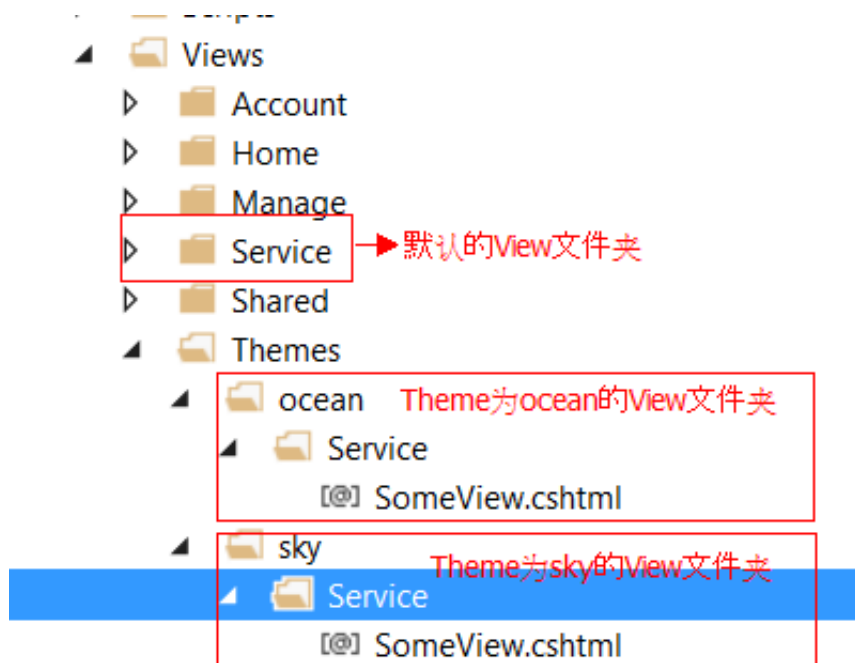 Views
Account
Home
Manage
Service 默认的View文件夹
Shared
Themes
ocean Theme为ocean的View文件夹
Service
[@] SomeView.cshtml
sky Theme为sky的View文件夹
Service
[@] SomeView.cshtml